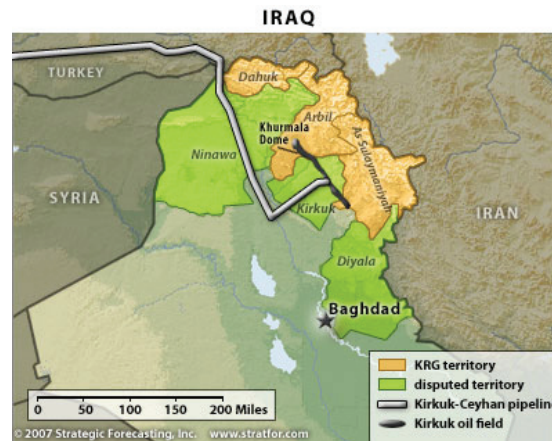 IRAQ
TURKEY
Dahuk
Arbil
Khurmala
Dome
As Sulaymaniyah
Ninawa
SYRIA
Kirkuk
IRAN
Diyala
Baghdad
KRG territory
disputed territory
Kirkuk-Ceyhan pipeline
Kirkuk oil field
0 50 100 150 200 Miles
© 2007 Strategic Forecasting, Inc. www.stratfor.com